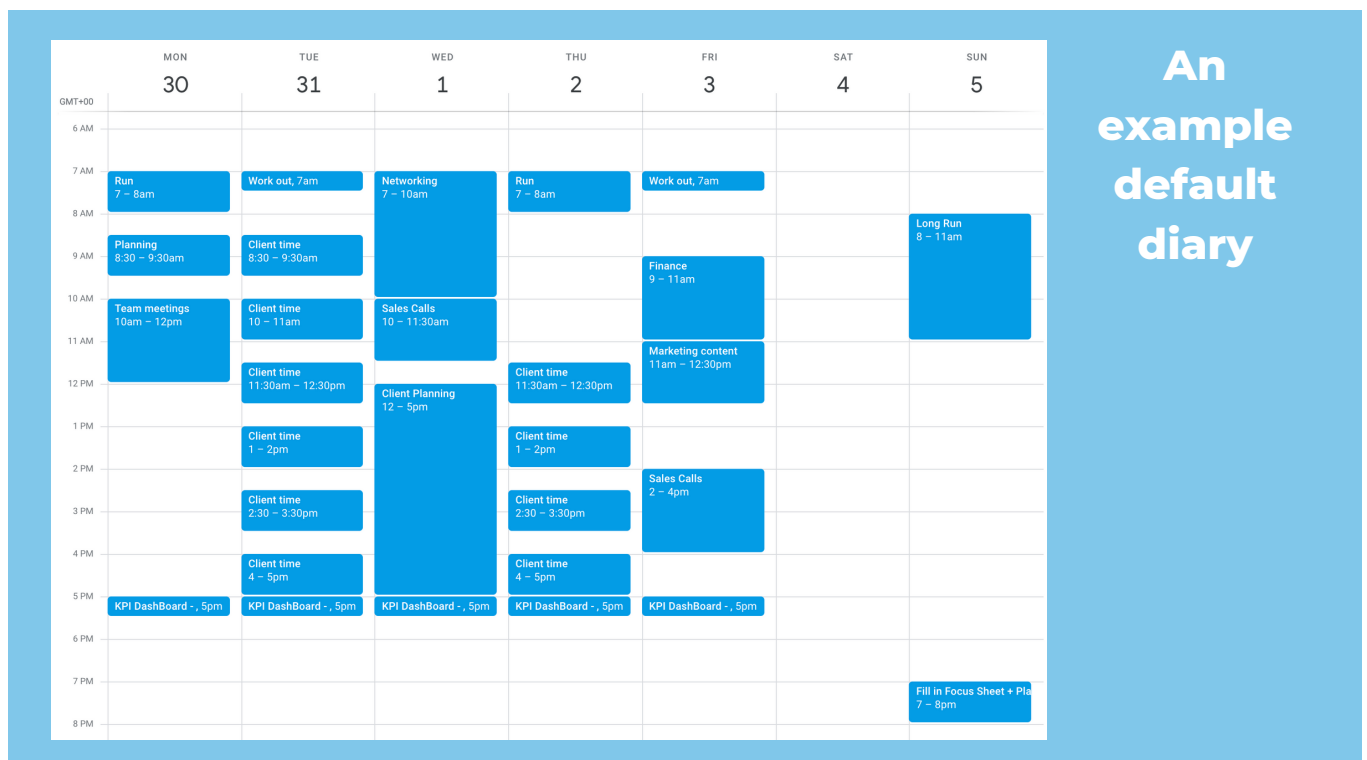 MON TUE WED THU FRI SAT SUN
30 31 1 2 3 4 5
GMT+00
6 AM
7 AM
8 AM
9 AM
10 AM
11 AM
12 PM
1 PM
2 PM
3 PM
4 PM
5 PM
6 PM
7 PM
8 PM
Run
7 – 8am
Planning
8:30 – 9:30am
Team meetings
10am – 12pm
KPI DashBoard - , 5pm
Work out, 7am
Client time
8:30 – 9:30am
Client time
10 – 11am
Client time
11:30am – 12:30pm
Client time
1 – 2pm
Client time
2:30 – 3:30pm
Client time
4 – 5pm
KPI DashBoard - , 5pm
Networking
7 – 10am
Sales Calls
10 – 11:30am
Client Planning
12 – 5pm
KPI DashBoard - , 5pm
Run
7 – 8am
Client time
11:30am – 12:30pm
Client time
1 – 2pm
Client time
2:30 – 3:30pm
Client time
4 – 5pm
KPI DashBoard - , 5pm
Work out, 7am
Finance
9 – 11am
Marketing content
11am – 12:30pm
Sales Calls
2 – 4pm
KPI DashBoard - , 5pm
Long Run
8 – 11am
Fill in Focus Sheet + Pla
7 – 8pm
An
example
default
diary